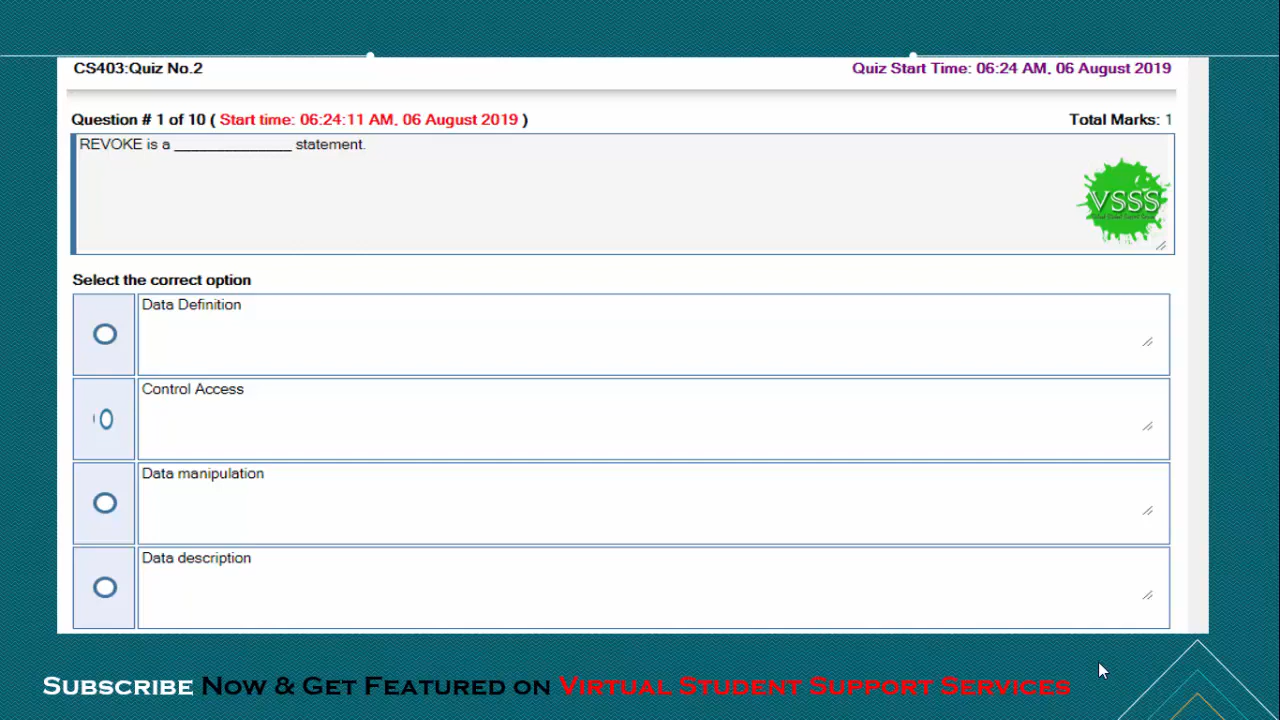 CS403:Quiz No.2
Quiz Start Time: 06:24 AM, 06 August 2019
Question # 1 of 10 ( Start time: 06:24:11 AM, 06 August 2019 )
Total Marks: 1
REVOKE is a ______________ statement.
VSSS
Select the correct option
Data Definition
Control Access
Data manipulation
Data description
Subscribe Now & Get Featured on Virtual Student Support Services